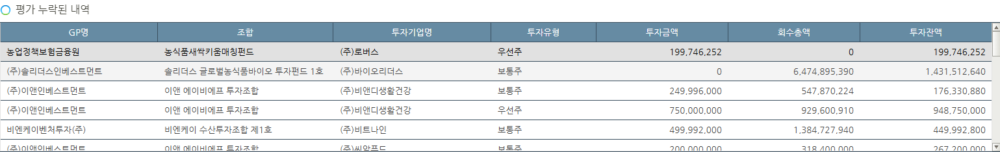 평가 누락된 내역
GP명 조합 투자기업명 투자유형 투자금액 회수총액 투자잔액
농업정책보험금융원 농식품새싹키움매칭펀드 (주)로버스 우선주 199,746,252 0 199,746,252
(주)솔리더스인베스트먼트 솔리더스 글로벌농식품바이오 투자펀드 1호 (주)바이오리더스 보통주 0 6,474,895,390 1,431,512,640
(주)이앤인베스트먼트 이앤 에이비에프 투자조합 (주)비앤디생활건강 보통주 249,996,000 547,870,224 176,330,880
(주)이앤인베스트먼트 이앤 에이비에프 투자조합 (주)비앤디생활건강 우선주 750,000,000 929,600,910 948,750,000
비엔케이벤처투자(주) 비엔케이 수산투자조합 제1호 (주)비트나인 보통주 499,992,000 1,384,727,940 449,992,800
(주)이앤인베스트먼트 이앤 에이비에프 투자조합 보통주 200,000,000 318,400,000 267,200,000